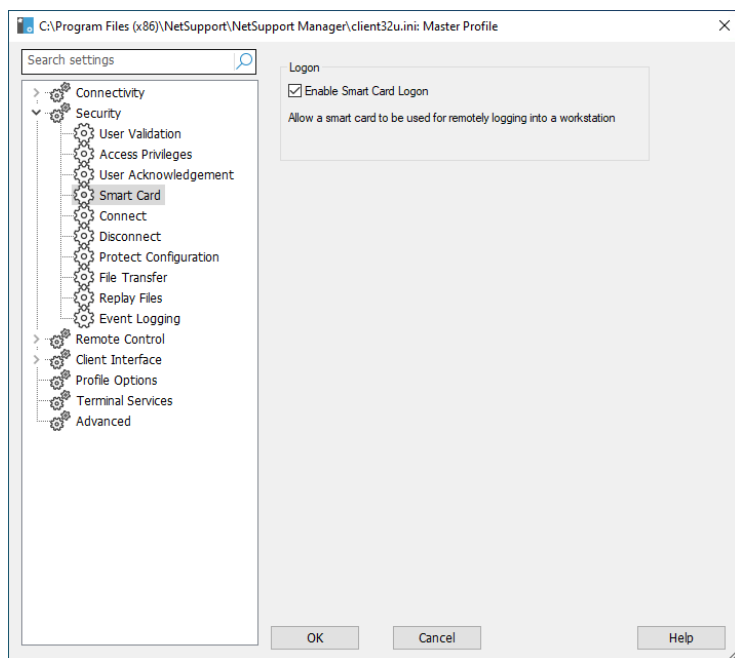 C:\Program Files (x86)\NetSupport\NetSupport Manager\client32u.ini: Master Profile
Search settings
Connectivity
Security
User Validation
Access Privileges
User Acknowledgement
Smart Card
Connect
Disconnect
Protect Configuration
File Transfer
Replay Files
Event Logging
Remote Control
Client Interface
Profile Options
Terminal Services
Advanced
Logon
Enable Smart Card Logon
Allow a smart card to be used for remotely logging into a workstation
OK
Cancel
Help